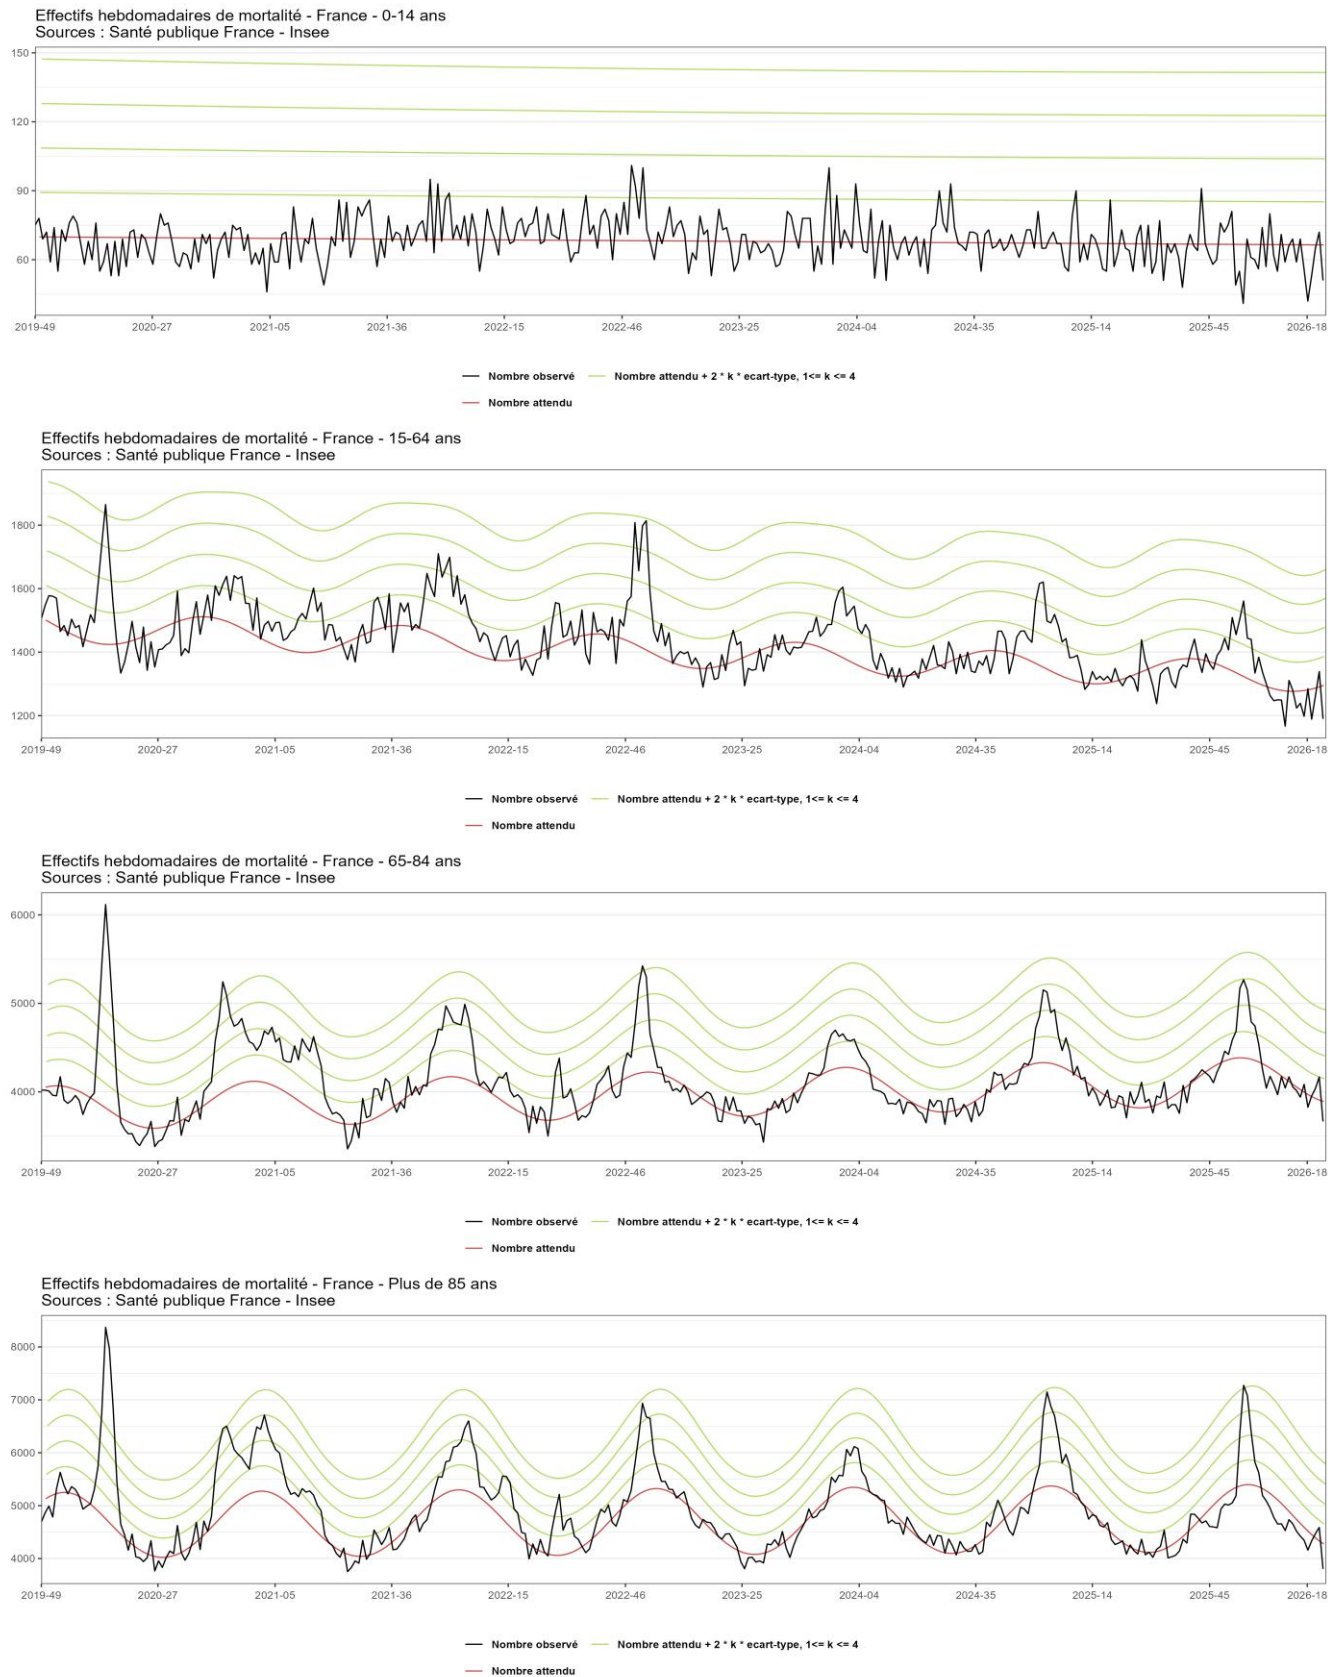 Effectifs hebdomadaires de mortalité - France - 0-14 ans
Sources : Santé publique France - Insee
150
120
90
60
2019-49 2020-27 2021-05 2021-36 2022-15 2022-46 2023-25 2024-04 2024-35 2025-14 2025-45 2026-18
Nombre observé Nombre attendu + 2 * k * ecart-type, 1<= k <= 4
Nombre attendu
Effectifs hebdomadaires de mortalité - France - 15-64 ans
Sources : Santé publique France - Insee
1800
1600
1400
1200
2019-49 2020-27 2021-05 2021-36 2022-15 2022-46 2023-25 2024-04 2024-35 2025-14 2025-45 2026-18
Nombre observé Nombre attendu + 2 * k * ecart-type, 1<= k <= 4
Nombre attendu
Effectifs hebdomadaires de mortalité - France - 65-84 ans
Sources : Santé publique France - Insee
6000
5000
4000
2019-49 2020-27 2021-05 2021-36 2022-15 2022-46 2023-25 2024-04 2024-35 2025-14 2025-45 2026-18
Nombre observé Nombre attendu + 2 * k * ecart-type, 1<= k <= 4
Nombre attendu
Effectifs hebdomadaires de mortalité - France - Plus de 85 ans
Sources : Santé publique France - Insee
8000
7000
6000
5000
4000
2019-49 2020-27 2021-05 2021-36 2022-15 2022-46 2023-25 2024-04 2024-35 2025-14 2025-45 2026-18
Nombre observé Nombre attendu + 2 * k * ecart-type, 1<= k <= 4
Nombre attendu